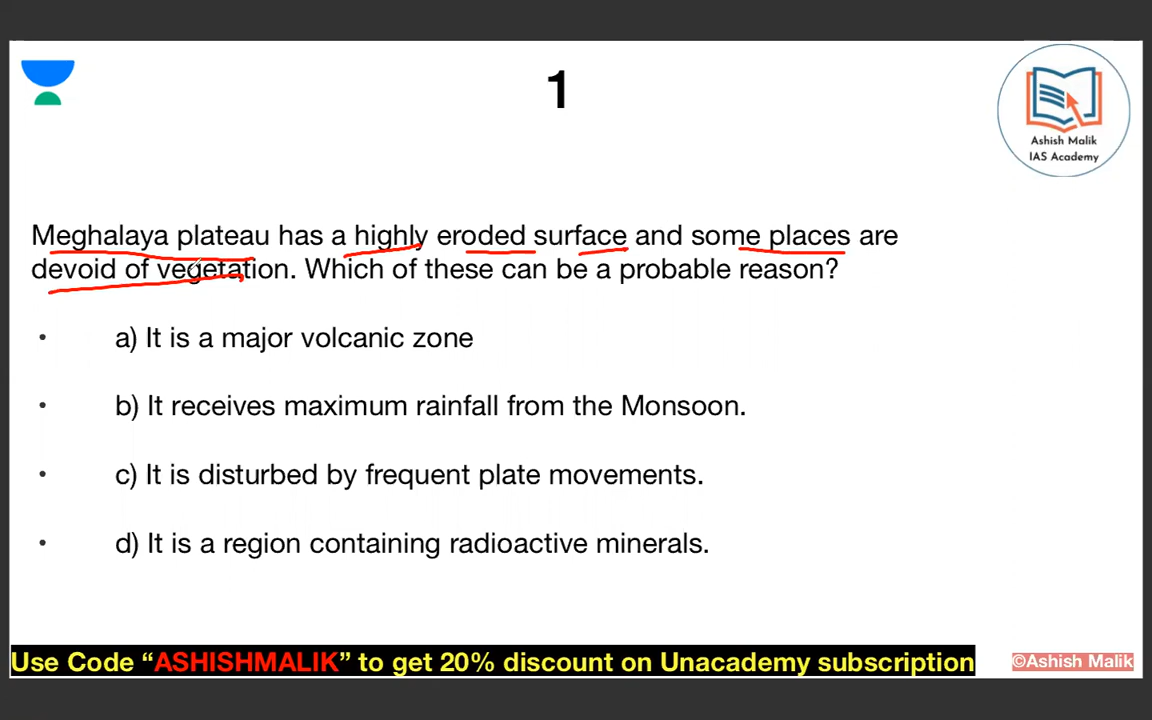 1
Ashish Malik
IAS Academy
Meghalaya plateau has a highly eroded surface and some places are
devoid of vegetation. Which of these can be a probable reason?
• a) It is a major volcanic zone
• b) It receives maximum rainfall from the Monsoon.
• c) It is disturbed by frequent plate movements.
• d) It is a region containing radioactive minerals.
Use Code “ASHISHMALIK” to get 20% discount on Unacademy subscription
©Ashish Malik